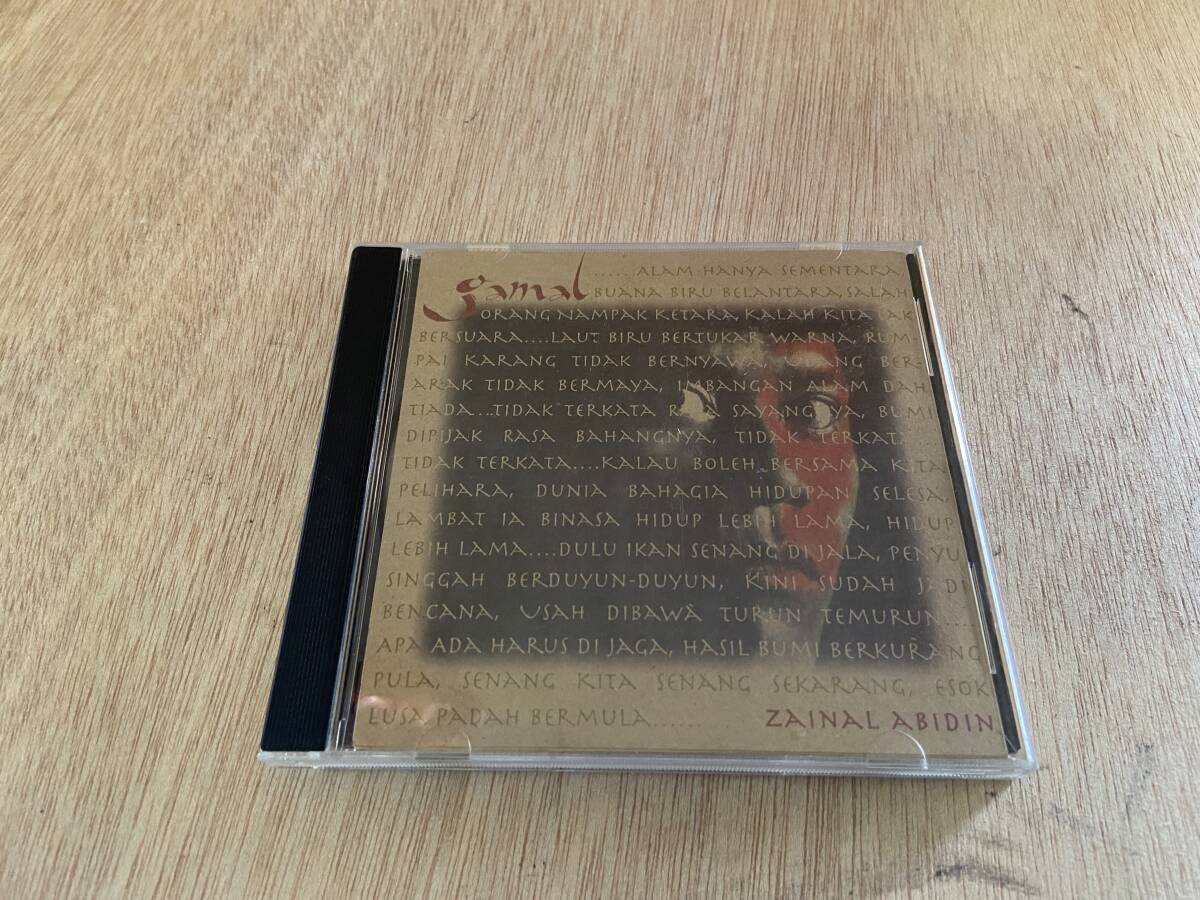 gamal
......ALAM HANYA SEMENTARA,
BUANA BIRU BELANTARA, SALAH
ORANG NAMPAK KETARA, KALAH KITA TAK
BERSUARA....LAUT BIRU BERTUKAR WARNA, RUM-
PAI KARANG TIDAK BERNYAWA, UDANG BER-
ARAK TIDAK BERMAYA, IMBANGAN ALAM DAH
TIADA...TIDAK TERKATA RASA SAYANGNYA, BUMI
DIPIJAK RASA BAHANGNYA, TIDAK TERKATA....
TIDAK TERKATA....KALAU BOLEH BERSAMA KITA
PELIHARA, DUNIA BAHAGIA HIDUPAN SELESA,
LAMBAT IA BINASA HIDUP LEBIH LAMA, HIDUP
LEBIH LAMA....DULU IKAN SENANG DI JALA, PENYU
SINGGAH BERDUYUN-DUYUN, KINI SUDAH JADI
BENCANA, USAH DIBAWA TURUN TEMURUN....
APA ADA HARUS DI JAGA, HASIL BUMI BERKURANG
PULA, SENANG KITA SENANG SEKARANG, ESOK
LUSA PADAH BERMULA.......
ZAINAL ABIDIN